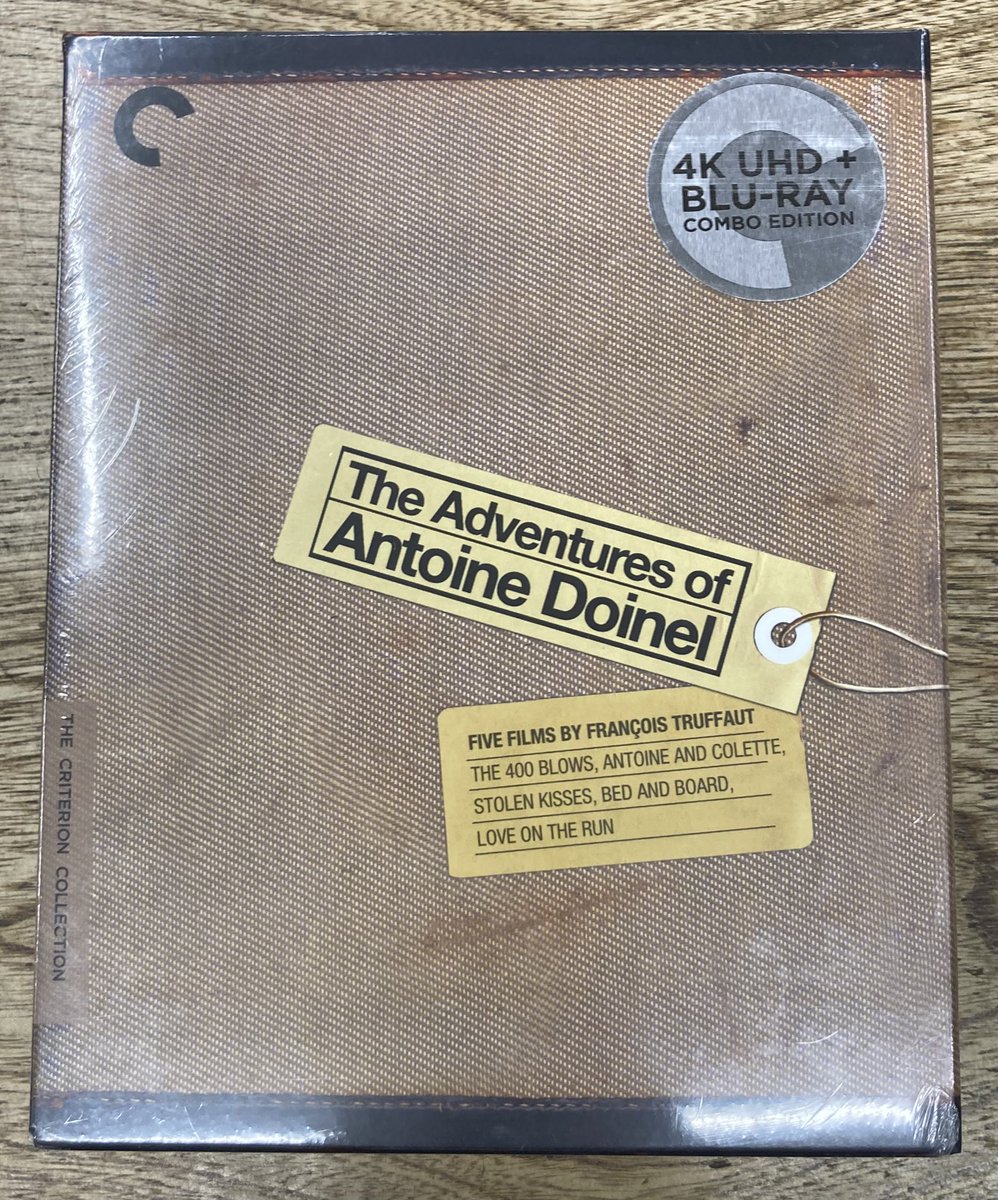 4K UHD +
BLU-RAY
COMBO EDITION
The Adventures of
Antoine Doinel
FIVE FILMS BY FRANÇOIS TRUFFAUT
THE 400 BLOWS, ANTOINE AND COLETTE,
STOLEN KISSES, BED AND BOARD,
LOVE ON THE RUN
THE CRITERION COLLECTION